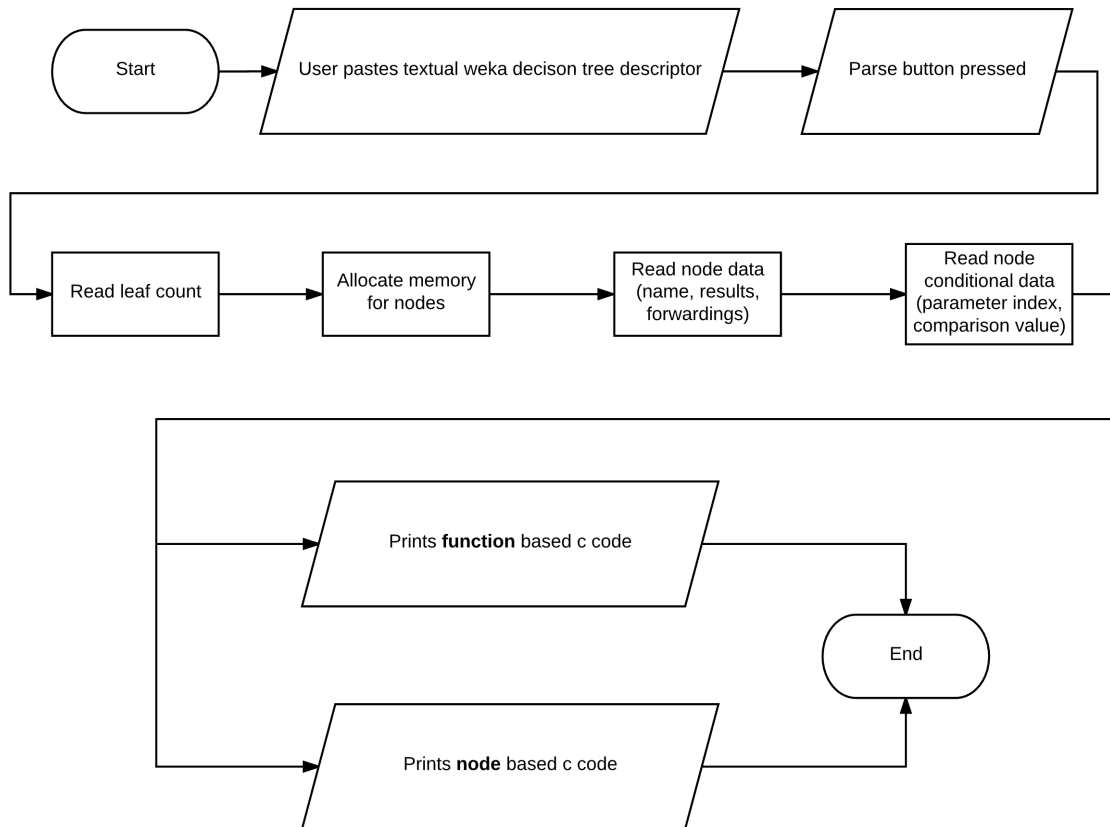 Start
User pastes textual weka decison tree descriptor
Parse button pressed
Read leaf count
Allocate memory
for nodes
Read node data
(name, results,
forwardings)
Read node
conditional data
(parameter index,
comparison value)
Prints function based c code
End
Prints node based c code